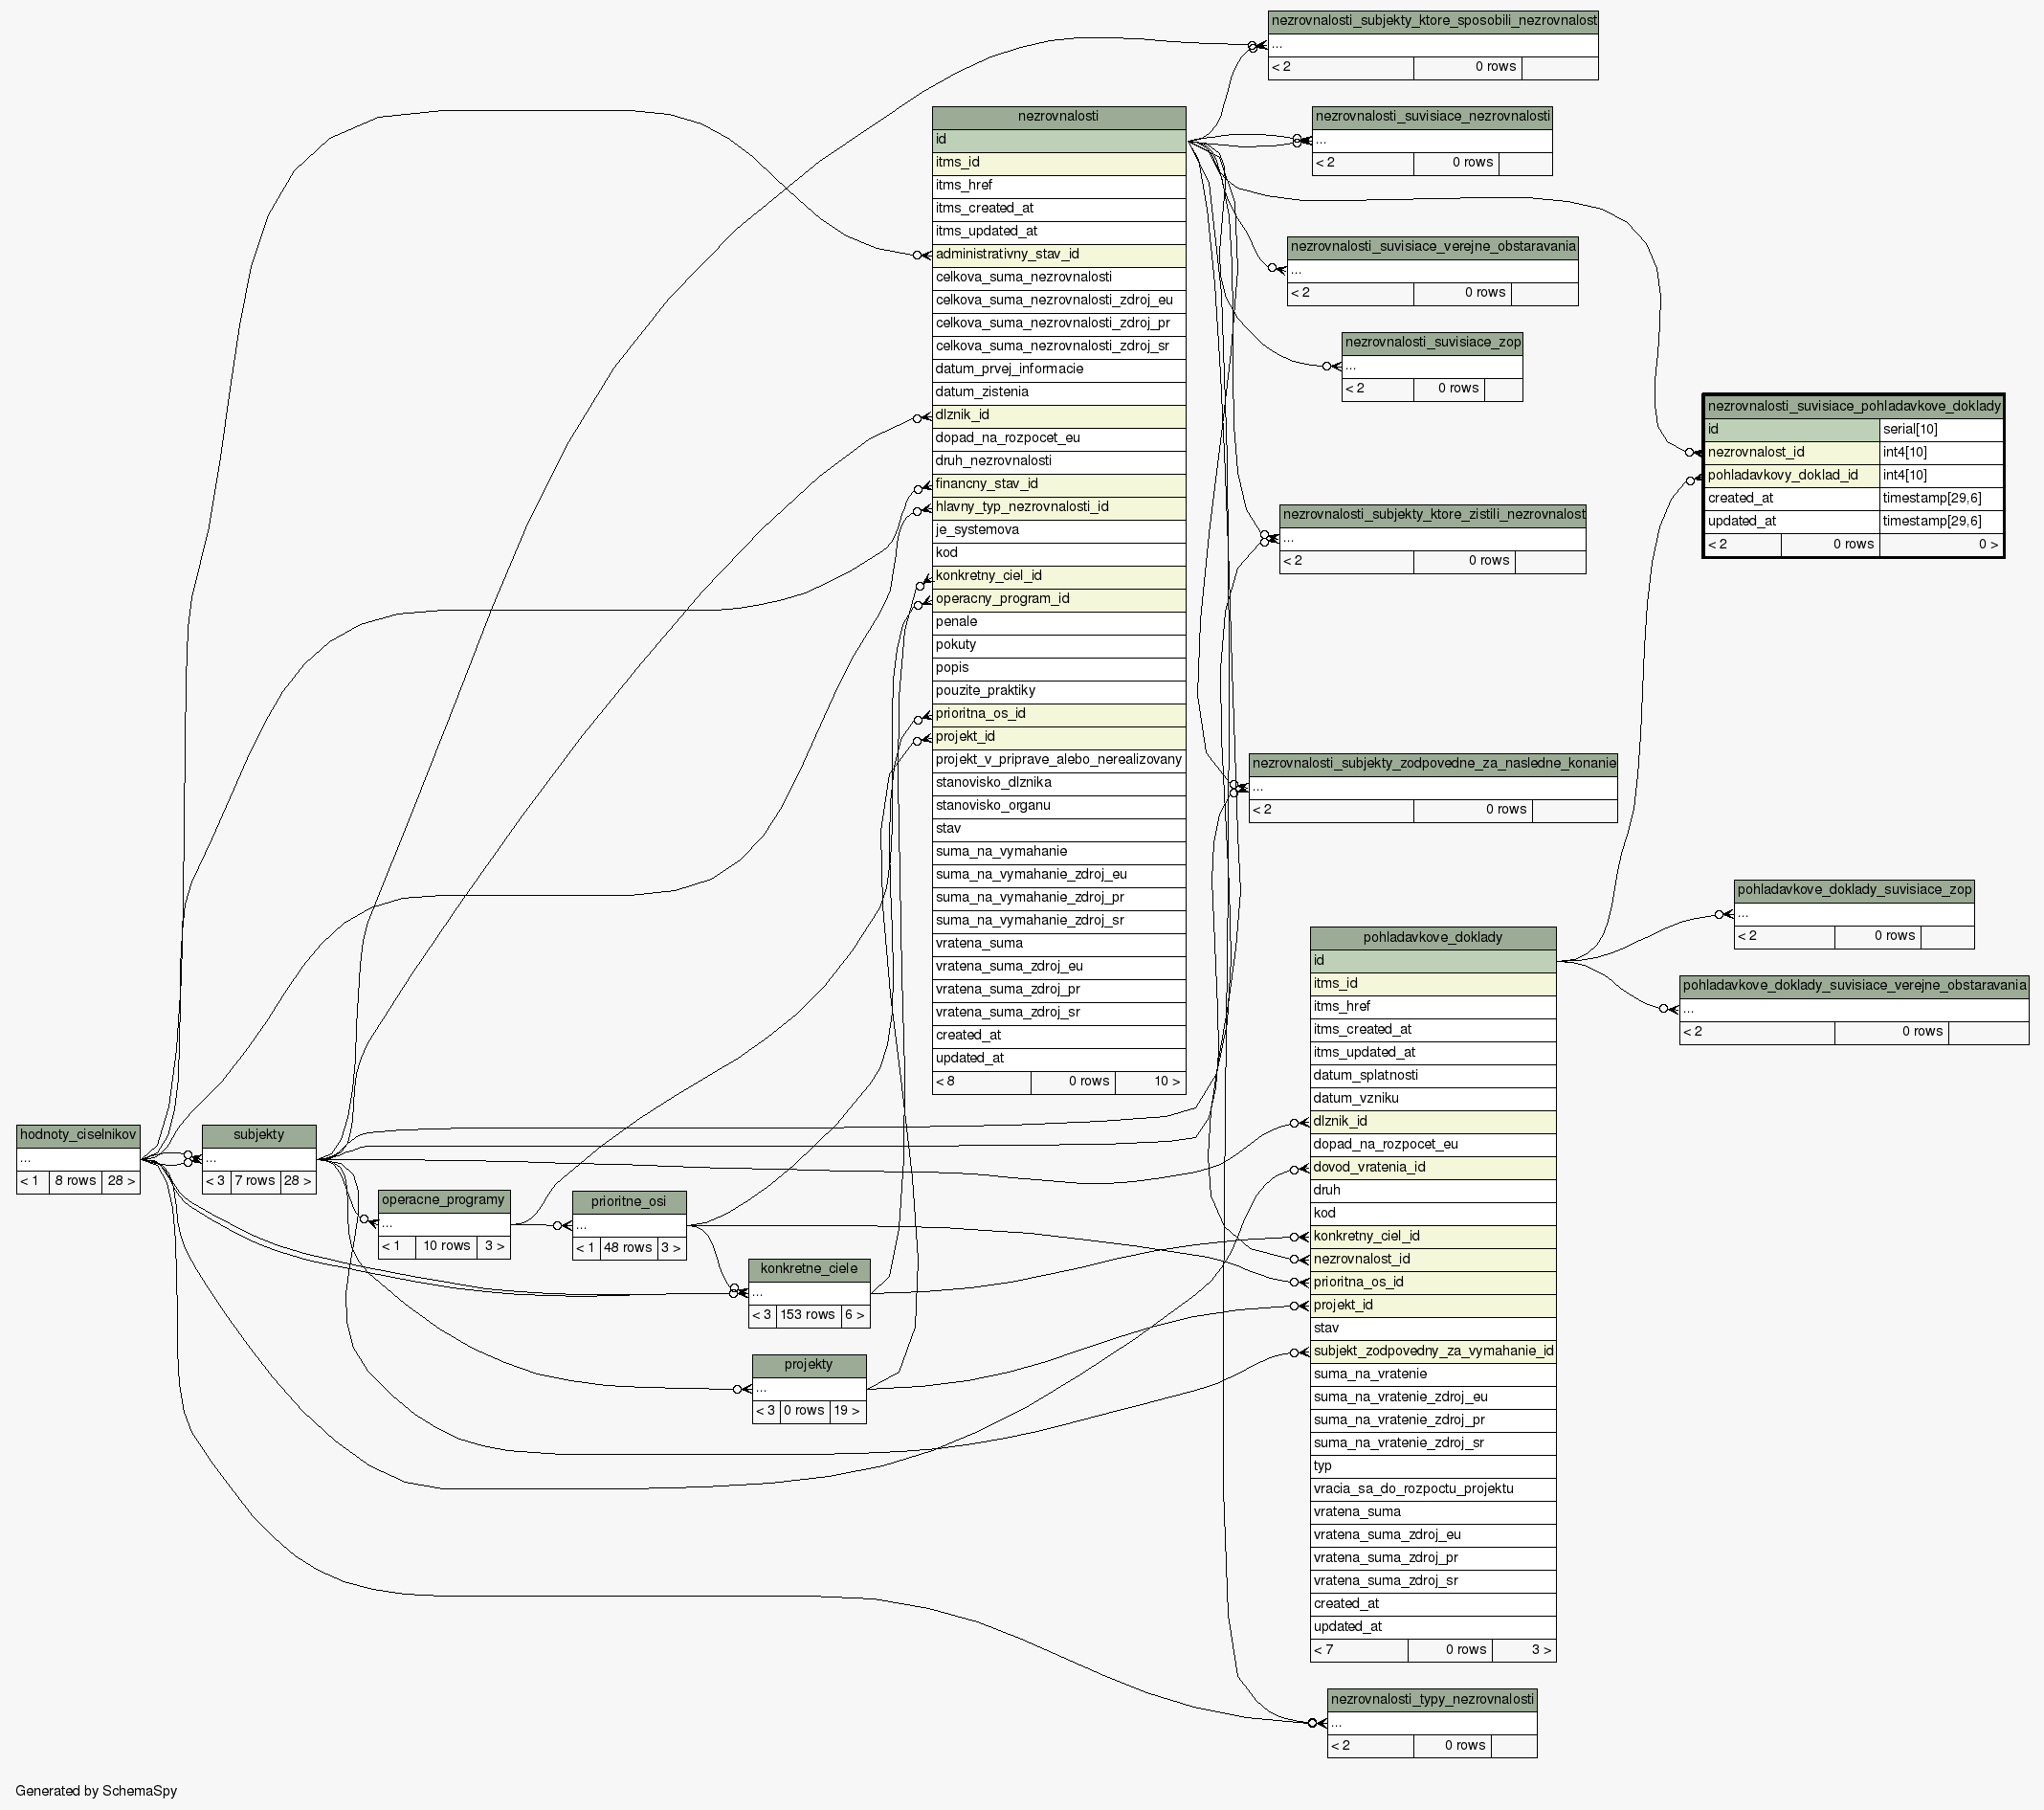 nezrovnalosti_subjekty_ktore_sposobili_nezrovnalost
...
< 2 0 rows
nezrovnalosti
id
itms_id
itms_href
itms_created_at
itms_updated_at
administrativny_stav_id
celkova_suma_nezrovnalosti
celkova_suma_nezrovnalosti_zdroj_eu
celkova_suma_nezrovnalosti_zdroj_pr
celkova_suma_nezrovnalosti_zdroj_sr
datum_prvej_informacie
datum_zistenia
dlznik_id
dopad_na_rozpocet_eu
druh_nezrovnalosti
financny_stav_id
hlavny_typ_nezrovnalosti_id
je_systemova
kod
konkretny_ciel_id
operacny_program_id
penale
pokuty
popis
pouzite_praktiky
prioritna_os_id
projekt_id
projekt_v_priprave_alebo_nerealizovany
stanovisko_dlznika
stanovisko_organu
stav
suma_na_vymahanie
suma_na_vymahanie_zdroj_eu
suma_na_vymahanie_zdroj_pr
suma_na_vymahanie_zdroj_sr
vratena_suma
vratena_suma_zdroj_eu
vratena_suma_zdroj_pr
vratena_suma_zdroj_sr
created_at
updated_at
< 8 0 rows 10 >
nezrovnalosti_suvisiace_nezrovnalosti
...
< 2 0 rows
nezrovnalosti_suvisiace_verejne_obstaravania
...
< 2 0 rows
nezrovnalosti_suvisiace_zop
...
< 2 0 rows
nezrovnalosti_suvisiace_pohladavkove_doklady
id serial[10]
nezrovnalost_id int4[10]
pohladavkovy_doklad_id int4[10]
created_at timestamp[29,6]
updated_at timestamp[29,6]
< 2 0 rows 0 >
nezrovnalosti_subjekty_ktore_zistili_nezrovnalost
...
< 2 0 rows
nezrovnalosti_subjekty_zodpovedne_za_nasledne_konanie
...
< 2 0 rows
pohladavkove_doklady_suvisiace_zop
...
< 2 0 rows
pohladavkove_doklady_suvisiace_verejne_obstaravania
...
< 2 0 rows
pohladavkove_doklady
id
itms_id
itms_href
itms_created_at
itms_updated_at
datum_splatnosti
datum_vzniku
dlznik_id
dopad_na_rozpocet_eu
dovod_vratenia_id
druh
kod
konkretny_ciel_id
nezrovnalost_id
prioritna_os_id
projekt_id
stav
subjekt_zodpovedny_za_vymahanie_id
suma_na_vratenie
suma_na_vratenie_zdroj_eu
suma_na_vratenie_zdroj_pr
suma_na_vratenie_zdroj_sr
typ
vracia_sa_do_rozpoctu_projektu
vratena_suma
vratena_suma_zdroj_eu
vratena_suma_zdroj_pr
vratena_suma_zdroj_sr
created_at
updated_at
< 7 0 rows 3 >
hodnoty_ciselnikov
...
< 1 8 rows 28 >
subjekty
...
< 3 7 rows 28 >
operacne_programy
...
< 1 10 rows 3 >
prioritne_osi
...
< 1 48 rows 3 >
konkretne_ciele
...
< 3 153 rows 6 >
projekty
...
< 3 0 rows 19 >
nezrovnalosti_typy_nezrovnalosti
...
< 2 0 rows
Generated by SchemaSpy